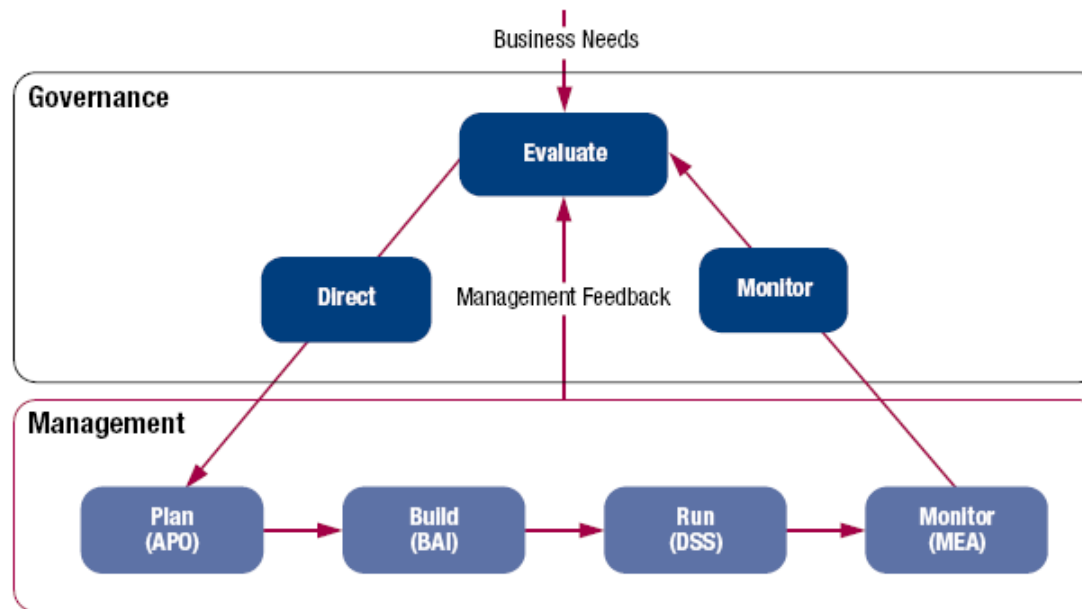 Business Needs
Governance
Evaluate
Direct
Management Feedback
Monitor
Management
Plan
(APO)
Build
(BAI)
Run
(DSS)
Monitor
(MEA)